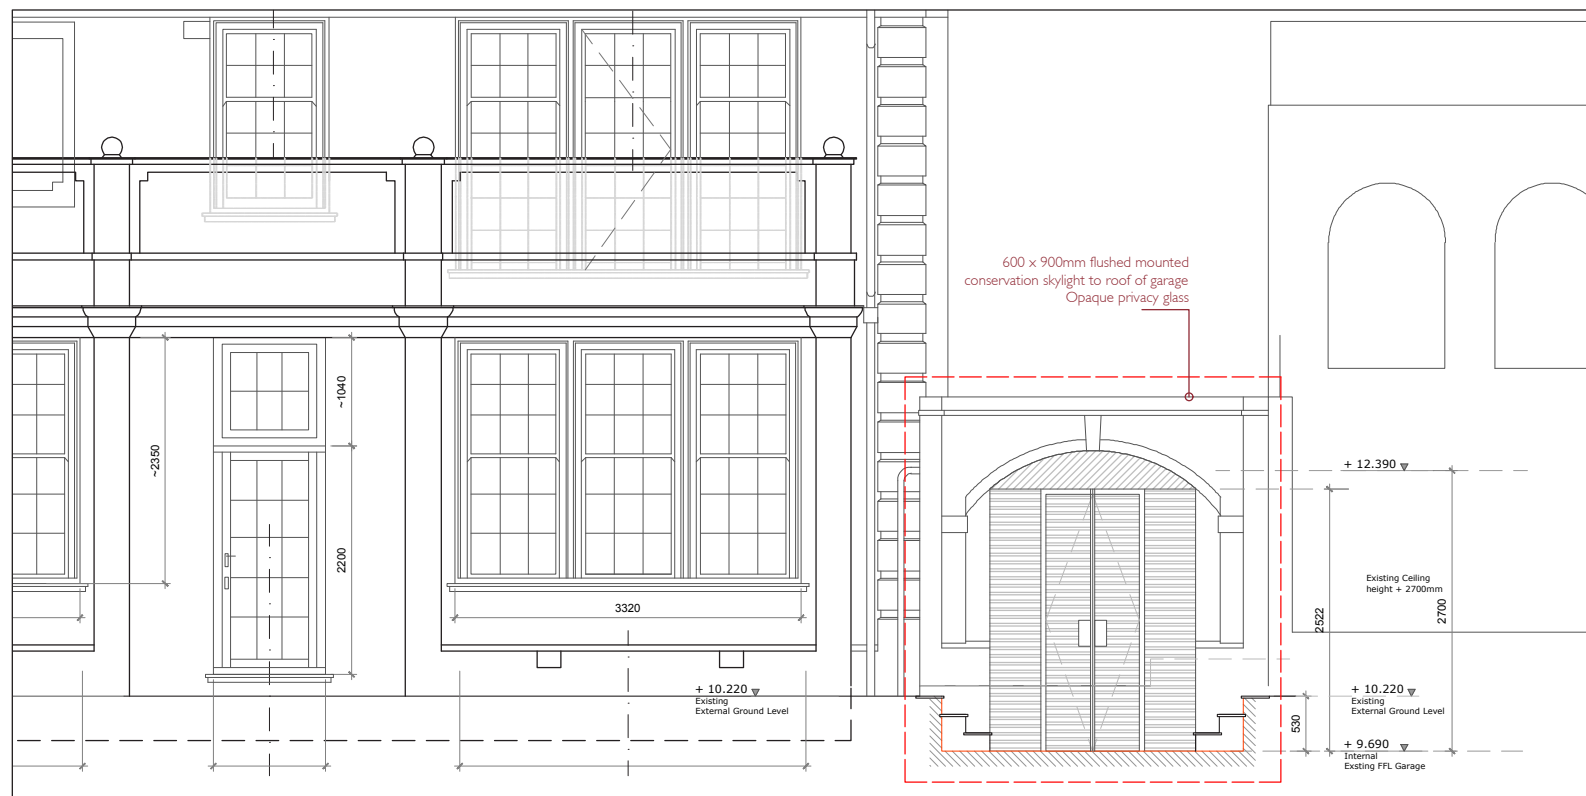 600 x 900mm flushed mounted
conservation skylight to roof of garage
Opaque privacy glass
~1040
~2350
2200
3320
+ 12.390
Existing Ceiling
height + 2700mm
2522
2700
+ 10.220
Existing
External Ground Level
+ 10.220
Existing
External Ground Level
530
+ 9.690
Internal
Exsting FFL Garage